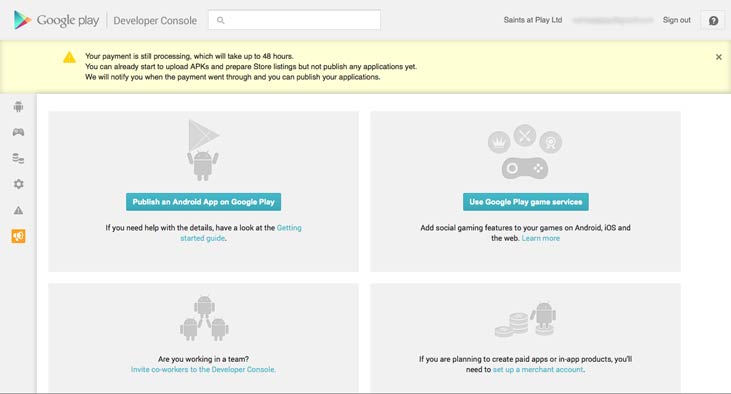 Google play Developer Console
Saints at Play Ltd
Sign out
?
Your payment is still processing, which will take up to 48 hours.
You can already start to upload APKs and prepare Store listings but not publish any applications yet.
We will notify you when the payment went through and you can publish your applications.
Publish an Android App on Google Play
If you need help with the details, have a look at the Getting
started guide.
Use Google Play game services
Add social gaming features to your games on Android, iOS and
the web. Learn more
Are you working in a team?
Invite co-workers to the Developer Console.
If you are planning to create paid apps or in-app products, you'll
need to set up a merchant account.